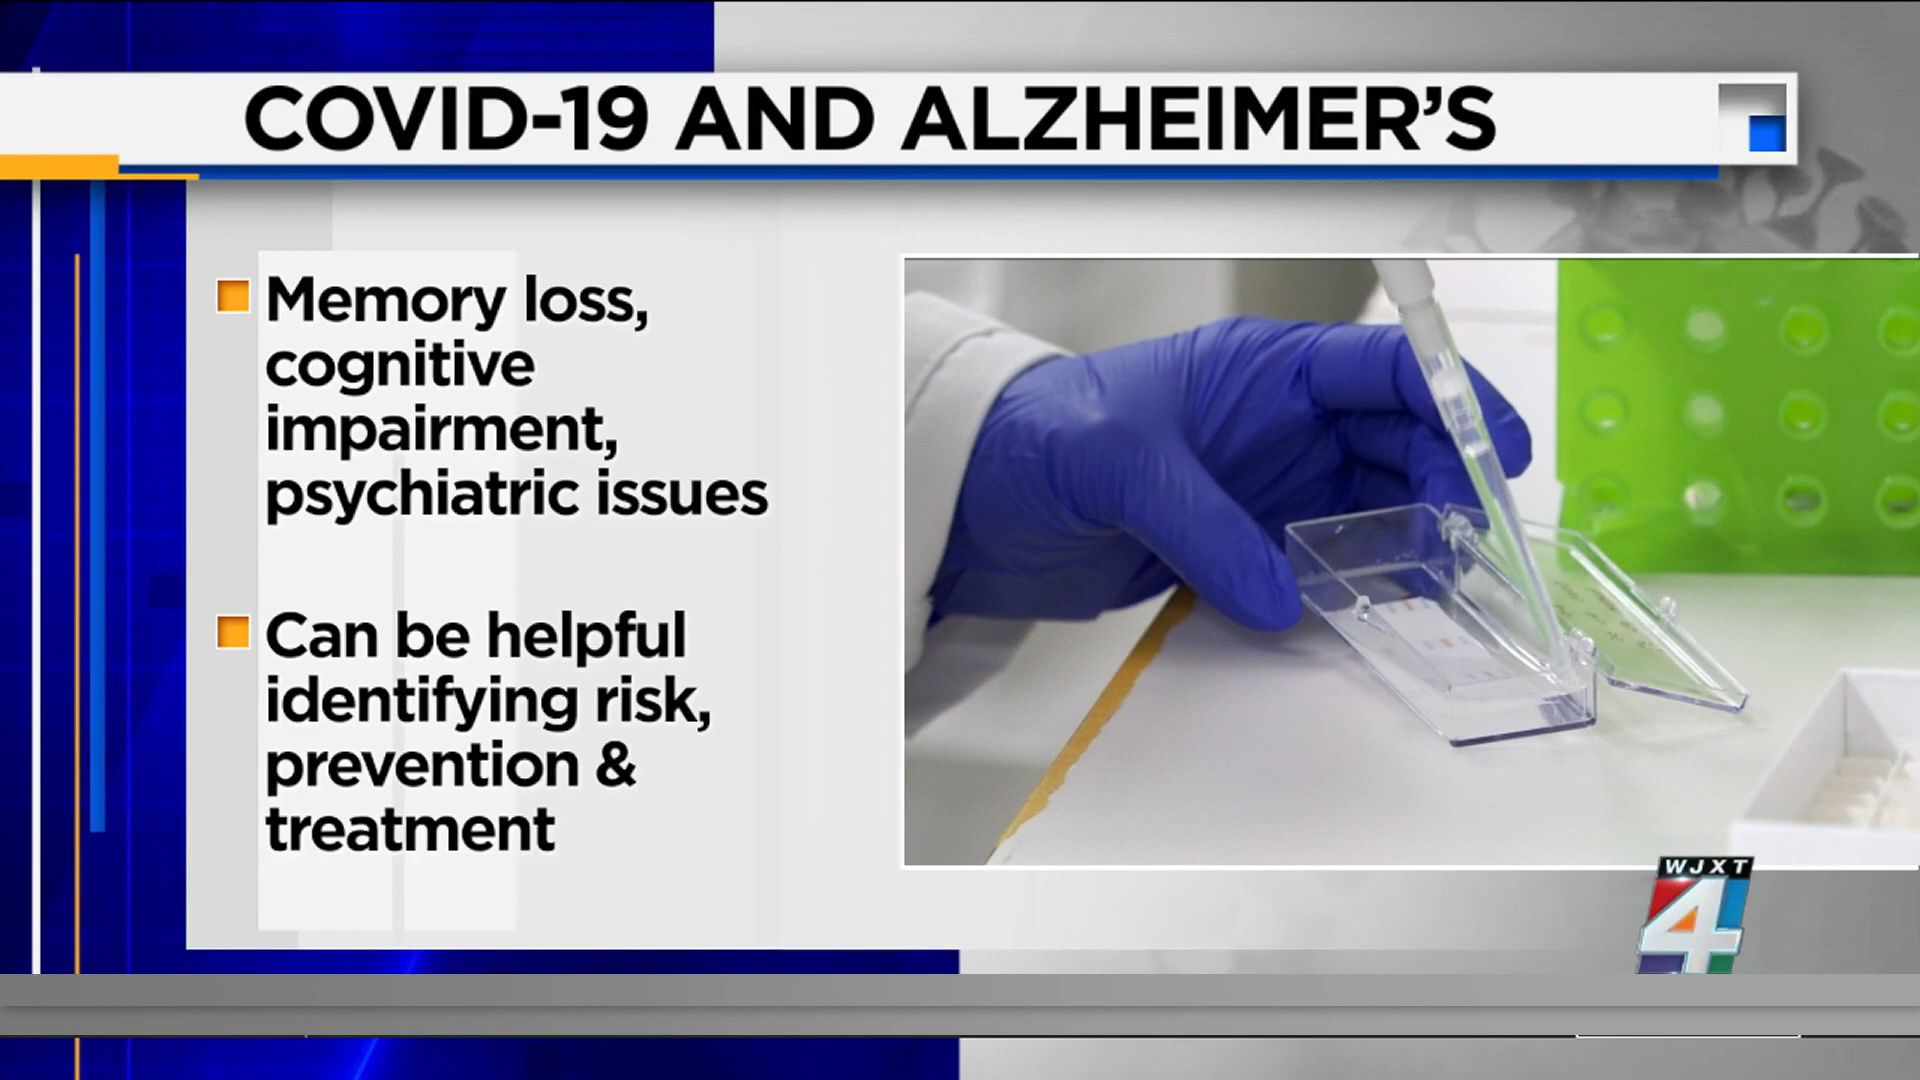 COVID-19 AND ALZHEIMER'S
Memory loss,
cognitive
impairment,
psychiatric issues
Can be helpful
identifying risk,
prevention &
treatment
WJXT
4